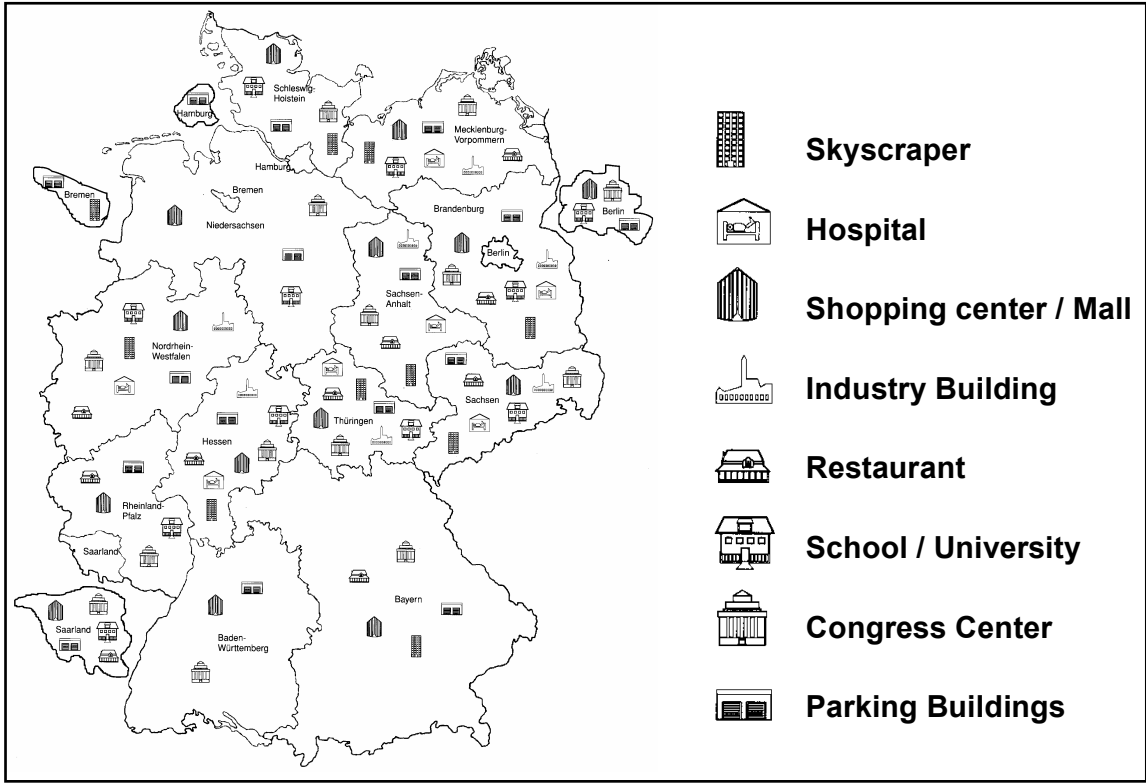 Schleswig-
Holstein
Hamburg
Mecklenburg-
Vorpommern
Hamburg
Bremen
Bremen
Niedersachsen
Brandenburg
Berlin
Berlin
Sachsen-
Anhalt
Nordrhein-
Westfalen
Sachsen
Thüringen
Hessen
Rheinland-
Pfalz
Saarland
Saarland
Bayern
Baden-
Württemberg
Skyscraper
Hospital
Shopping center / Mall
Industry Building
Restaurant
School / University
Congress Center
Parking Buildings